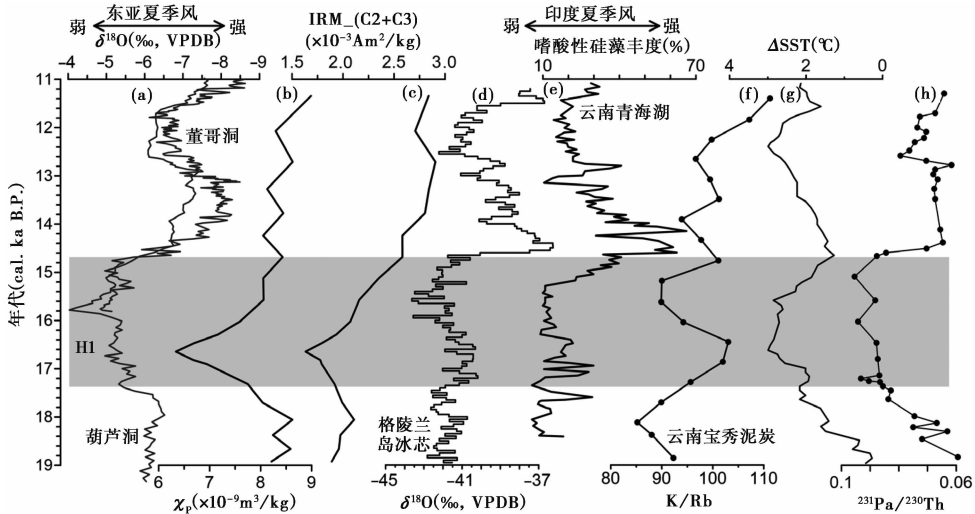 东亚夏季风
弱 强
δ¹⁸O(‰, VPDB)
-4 -5 -6 -7 -8 -9
IRM_(C2+C3)
(×10⁻³Am²/kg)
1.5 2.0 2.5 3.0
印度夏季风
弱 强
嗜酸性硅藻丰度(%)
10 70
ΔSST(℃)
4 3 2 1 0
年代(cal. ka B.P.)
11
12
13
14
15
16
17
18
19
(a) (b) (c) (d) (e) (f) (g) (h)
董哥洞
云南青海湖
H1
葫芦洞
格陵兰
岛冰芯
云南宝秀泥炭
6 7 8 9
χₚ(×10⁻⁹m³/kg)
-45 -41 -37
δ¹⁸O(‰, VPDB)
80 90 100 110
K/Rb
0.1 0.06
²³¹Pa/²³⁰Th